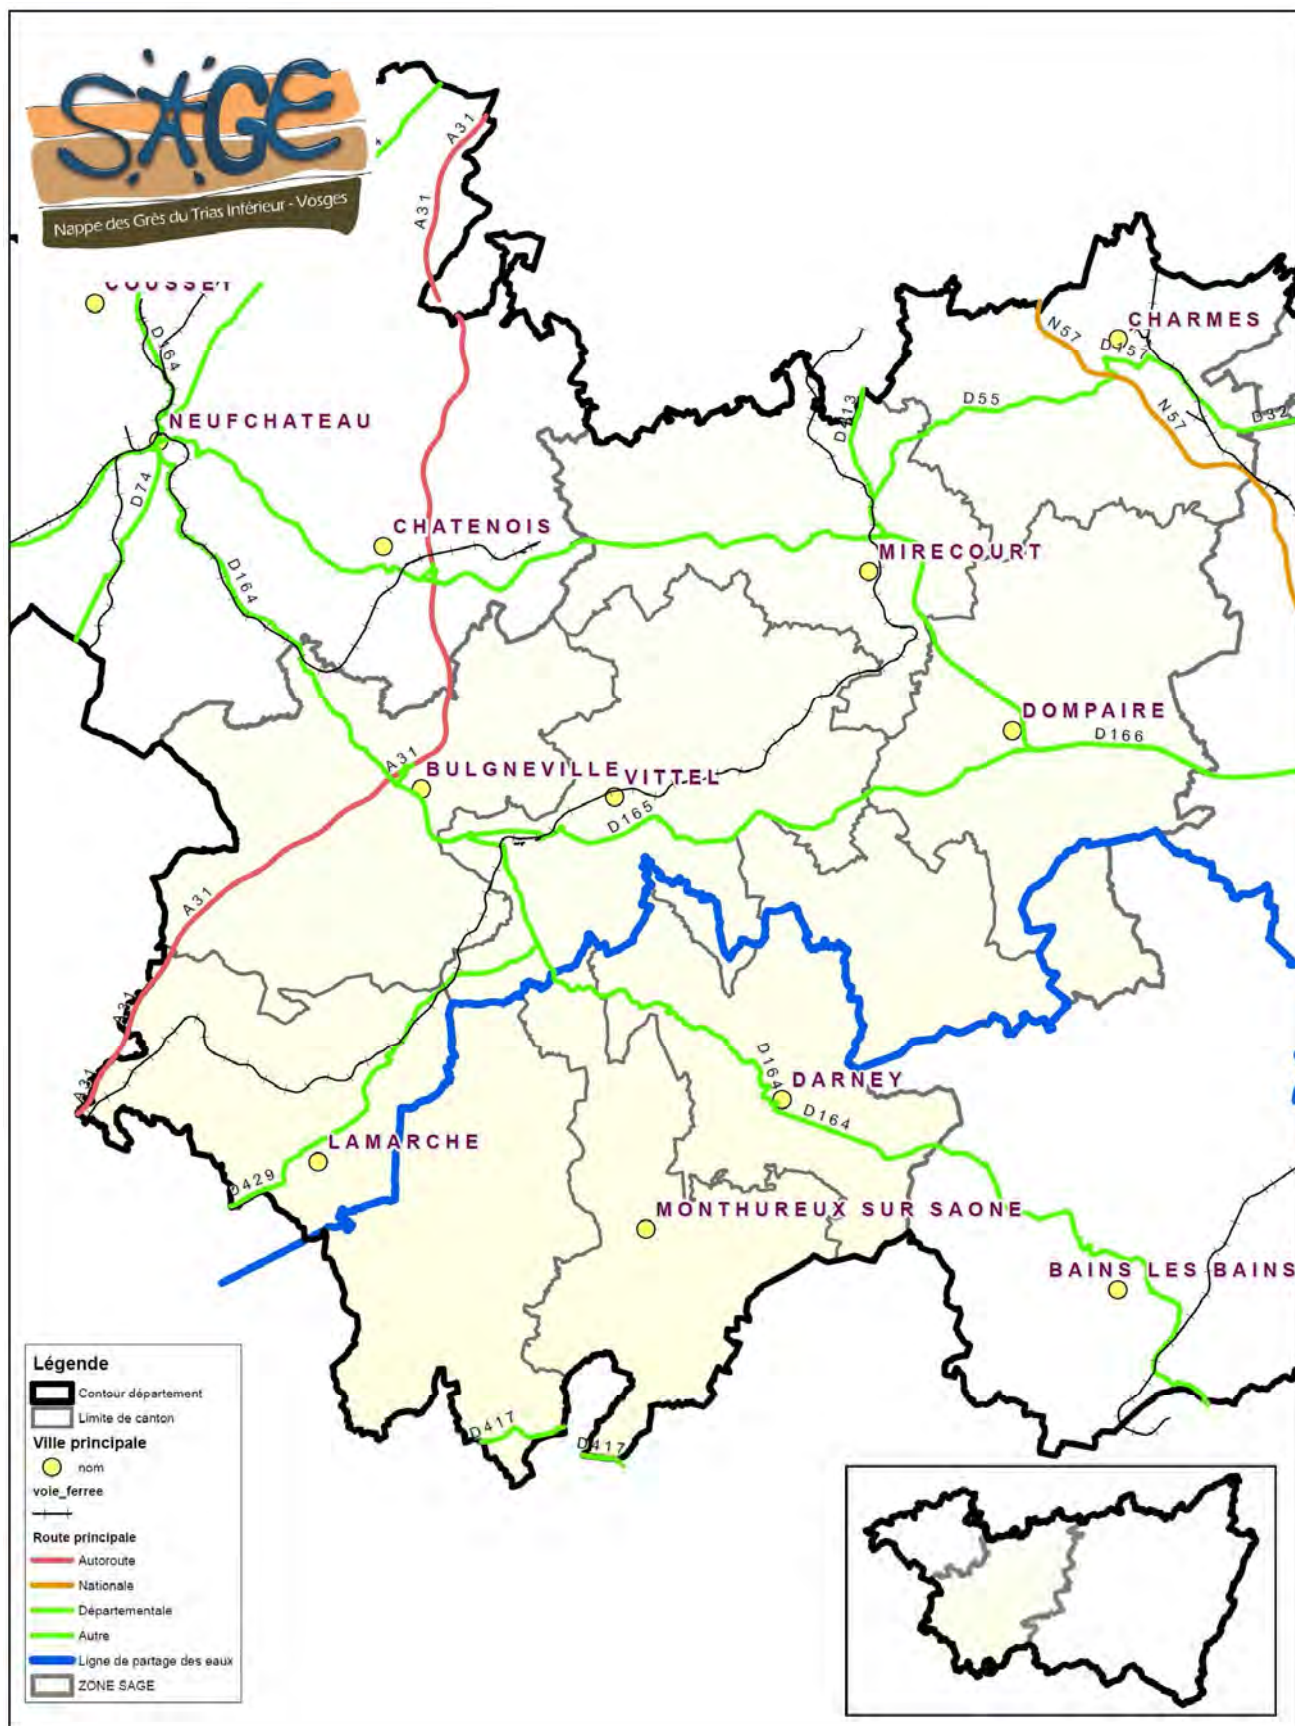 SAGE
Nappe des Grès du Trias Inférieur - Vosges
A31
A31
COUSSEY
D164
NEUFCHATEAU
D74
D164
CHATENOIS
N57
CHARMES
D157
D55
N57
D32
D413
MIRECOURT
DOMPAIRE
D166
A31
BULGNEVILLE
VITTEL
D165
A31
A31
A31
D164
DARNEY
D164
LAMARCHE
D429
MONTHUREUX SUR SAONE
BAINS LES BAINS
D417
D417
Légende
Contour département
Limite de canton
Ville principale
nom
voie_ferree
Route principale
Autoroute
Nationale
Départementale
Autre
Ligne de partage des eaux
ZONE SAGE